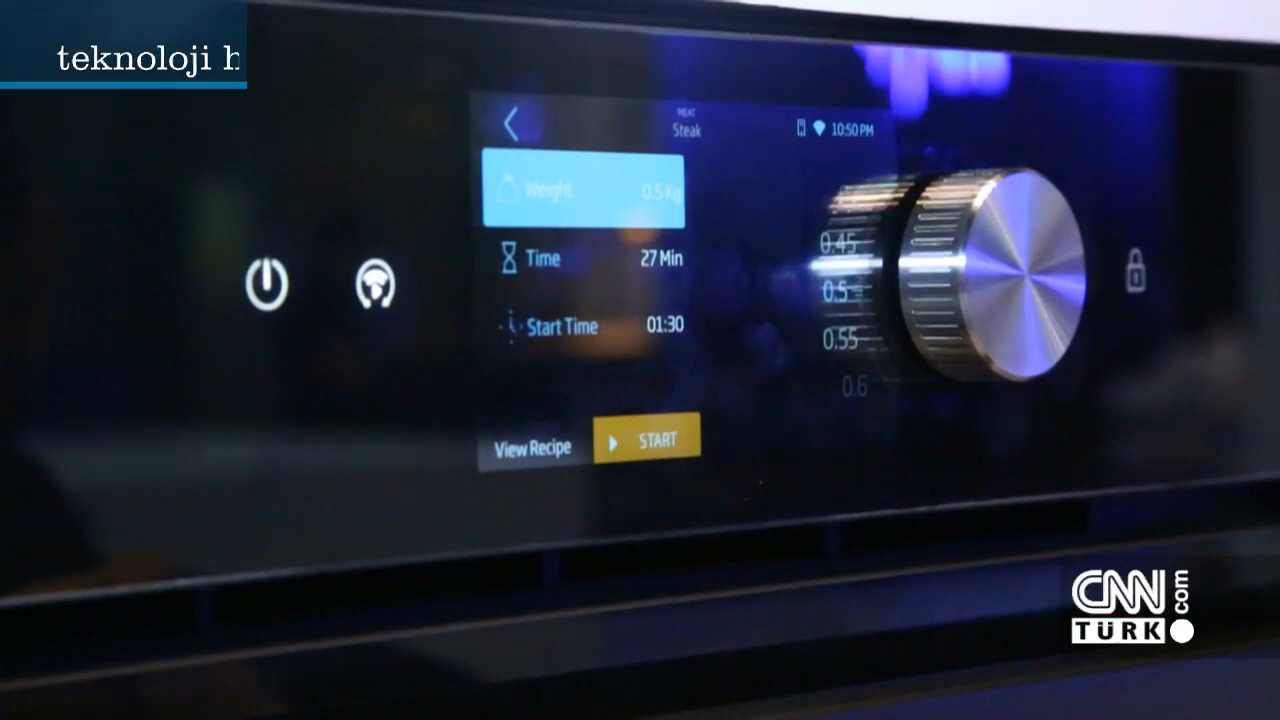 teknoloji h
MEAT
Steak
10:50 PM
Weight 0.5 Kg
Time 27 Min
Start Time 01:30
View Recipe
START
0.45
0.5
0.55
0.6
CNN
TÜRK
.com